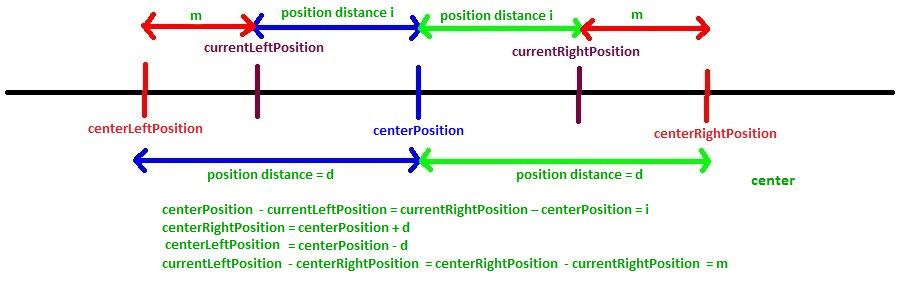 m
position distance i
position distance i
m
currentLeftPosition
currentRightPosition
centerLeftPosition
centerPosition
centerRightPosition
position distance = d
position distance = d
center
centerPosition - currentLeftPosition = currentRightPosition – centerPosition = i
centerRightPosition = centerPosition + d
centerLeftPosition = centerPosition - d
currentLeftPosition - centerRightPosition = centerRightPosition - currentRightPosition = m